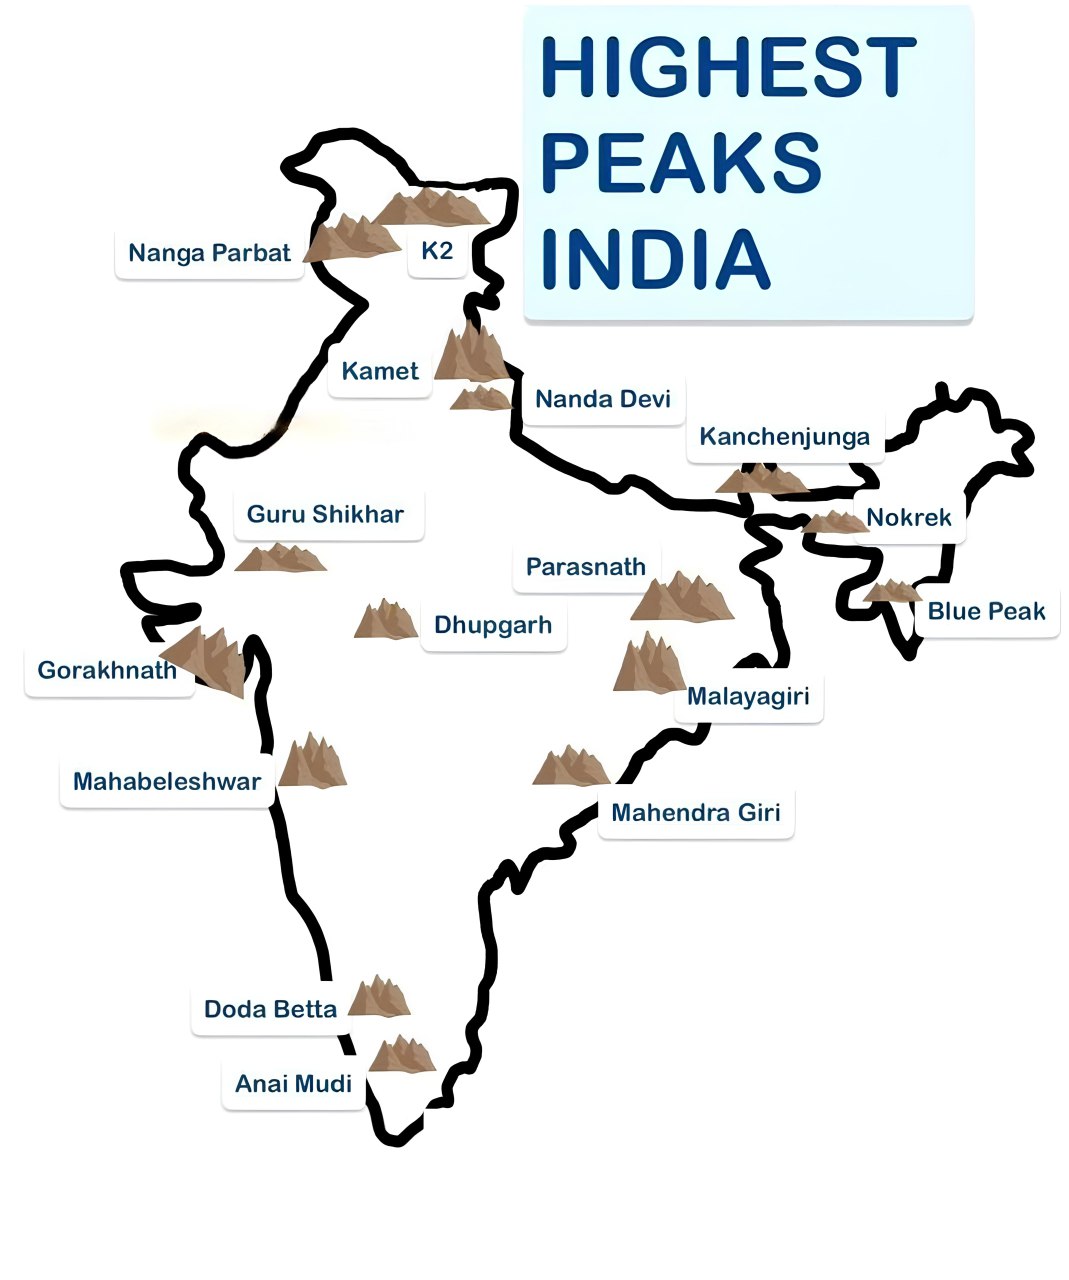 HIGHEST
PEAKS
INDIA
Nanga Parbat
K2
Kamet
Nanda Devi
Kanchenjunga
Guru Shikhar
Nokrek
Parasnath
Blue Peak
Dhupgarh
Gorakhnath
Malayagiri
Mahabeleshwar
Mahendra Giri
Doda Betta
Anai Mudi